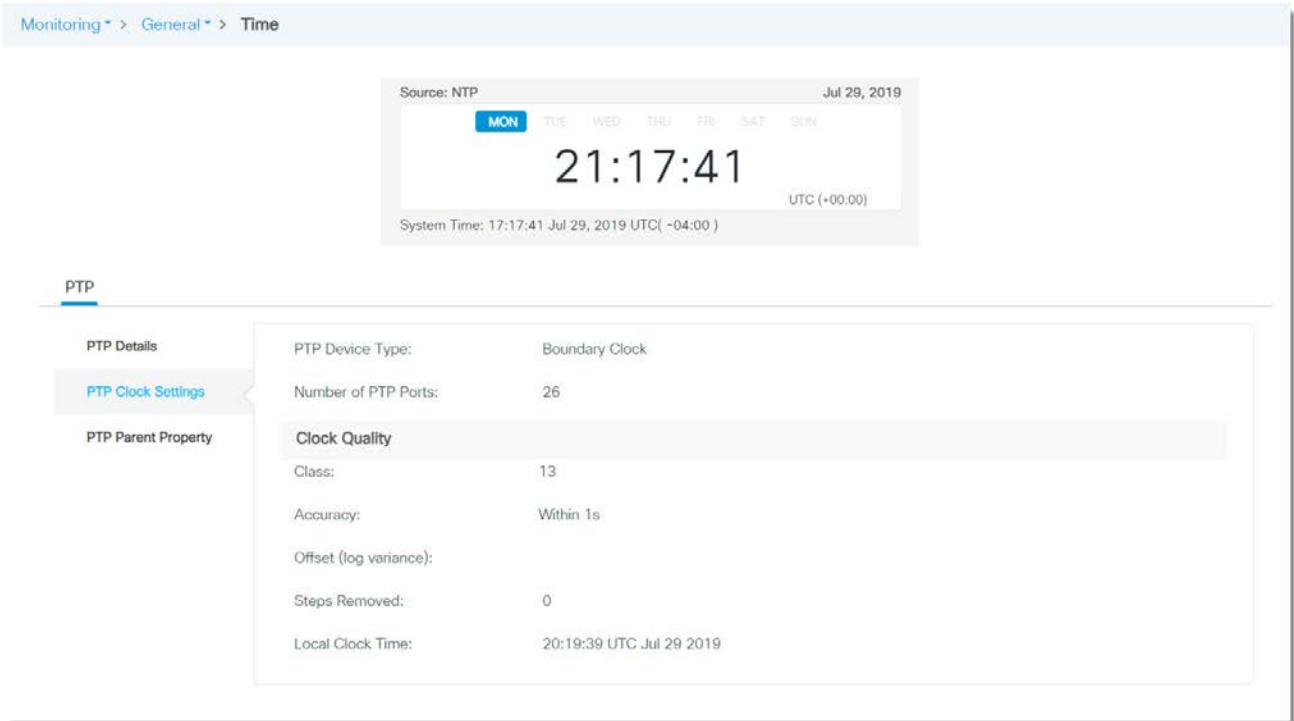 Monitoring > General > Time
Source: NTP Jul 29, 2019
MON TUE WED THU FRI SAT SUN
21:17:41
UTC (+00:00)
System Time: 17:17:41 Jul 29, 2019 UTC( -04:00 )
PTP
PTP Details
PTP Clock Settings
PTP Parent Property
PTP Device Type: Boundary Clock
Number of PTP Ports: 26
Clock Quality
Class: 13
Accuracy: Within 1s
Offset (log variance):
Steps Removed: 0
Local Clock Time: 20:19:39 UTC Jul 29 2019